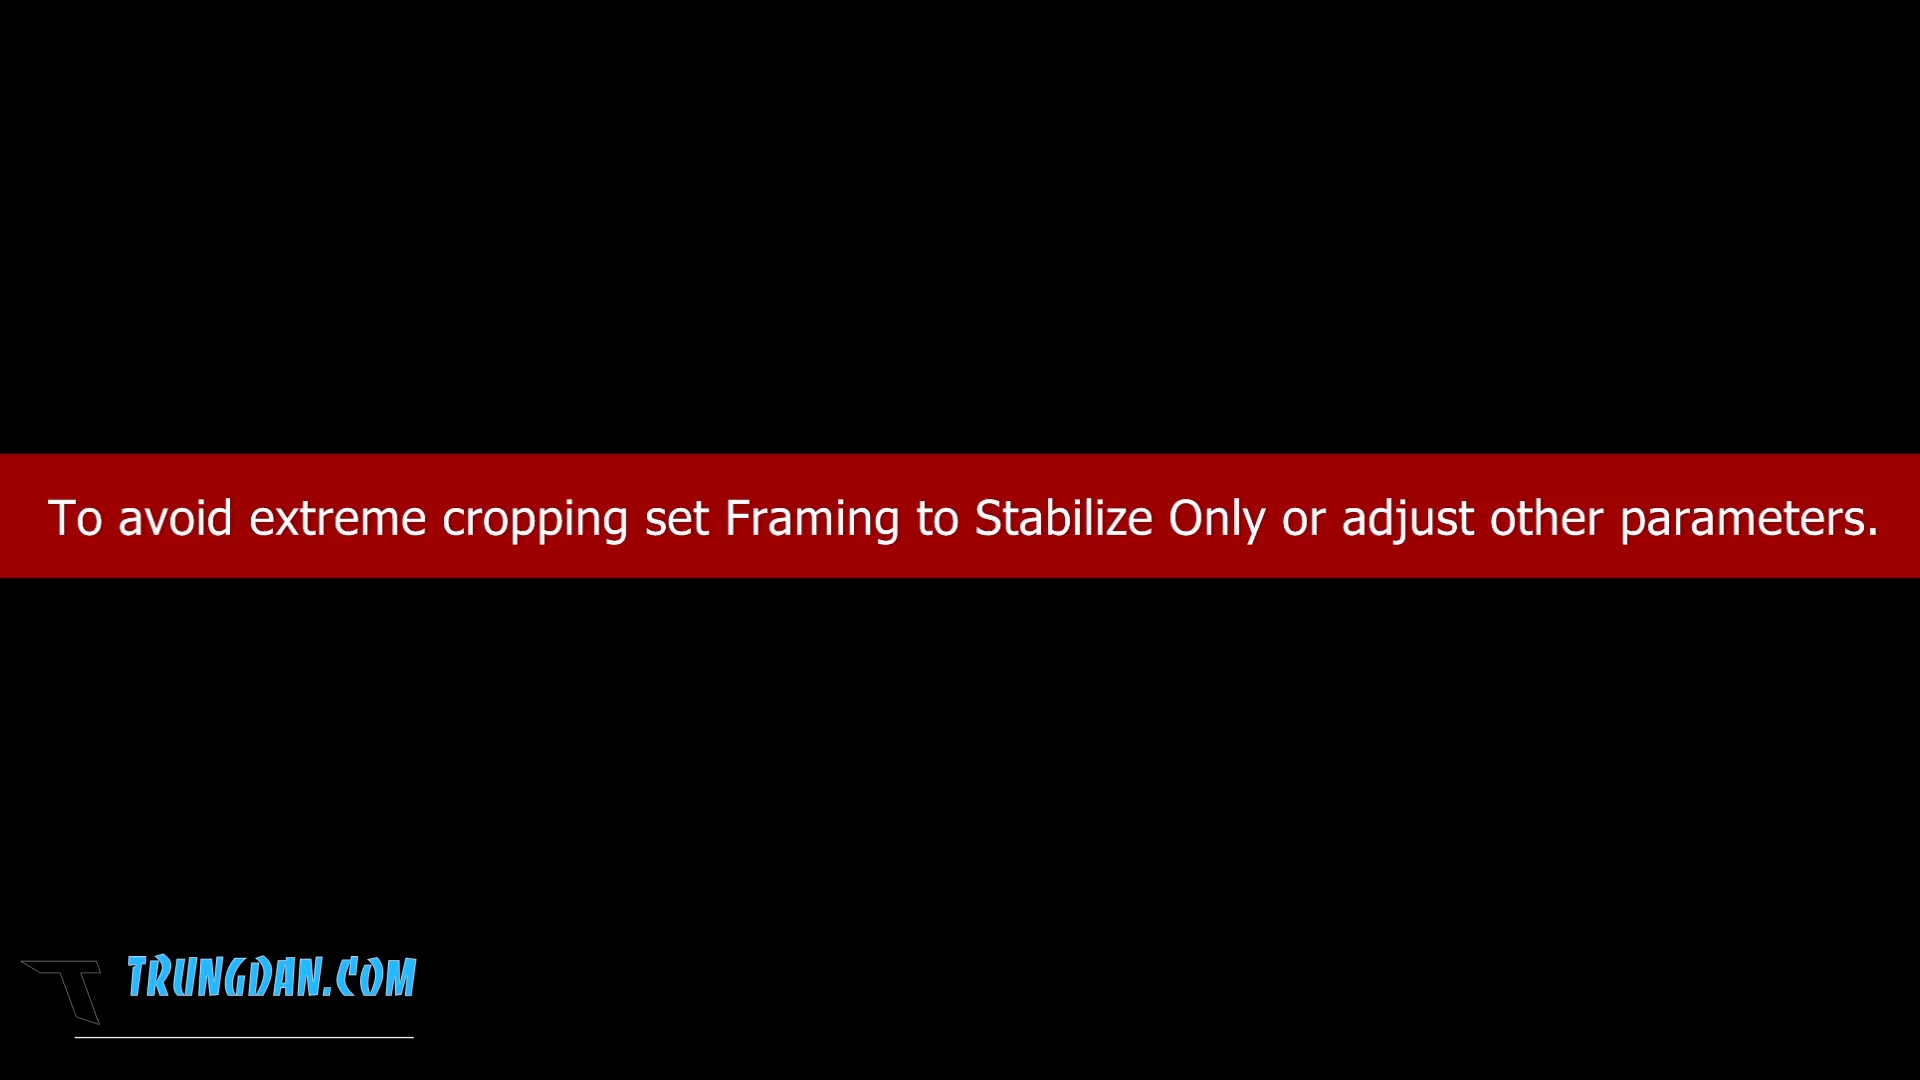 To avoid extreme cropping set Framing to Stabilize Only or adjust other parameters.
TRUNGDAN.COM